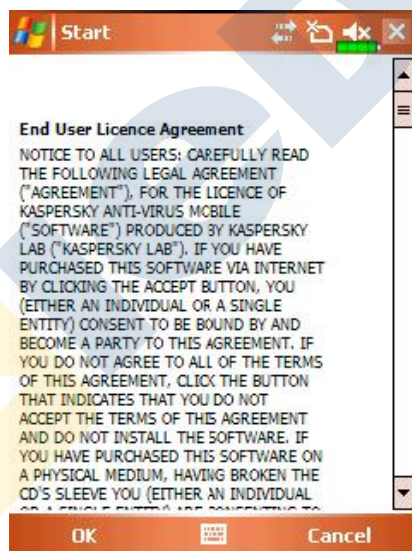 Start
End User Licence Agreement
NOTICE TO ALL USERS: CAREFULLY READ
THE FOLLOWING LEGAL AGREEMENT
("AGREEMENT"), FOR THE LICENCE OF
KASPERSKY ANTI-VIRUS MOBILE
("SOFTWARE") PRODUCED BY KASPERSKY
LAB ("KASPERSKY LAB"). IF YOU HAVE
PURCHASED THIS SOFTWARE VIA INTERNET
BY CLICKING THE ACCEPT BUTTON, YOU
(EITHER AN INDIVIDUAL OR A SINGLE
ENTITY) CONSENT TO BE BOUND BY AND
BECOME A PARTY TO THIS AGREEMENT. IF
YOU DO NOT AGREE TO ALL OF THE TERMS
OF THIS AGREEMENT, CLICK THE BUTTON
THAT INDICATES THAT YOU DO NOT
ACCEPT THE TERMS OF THIS AGREEMENT
AND DO NOT INSTALL THE SOFTWARE. IF
YOU HAVE PURCHASED THIS SOFTWARE ON
A PHYSICAL MEDIUM, HAVING BROKEN THE
CD'S SLEEVE YOU (EITHER AN INDIVIDUAL
OR A SINGLE ENTITY) ARE CONSENTING TO
OK Cancel